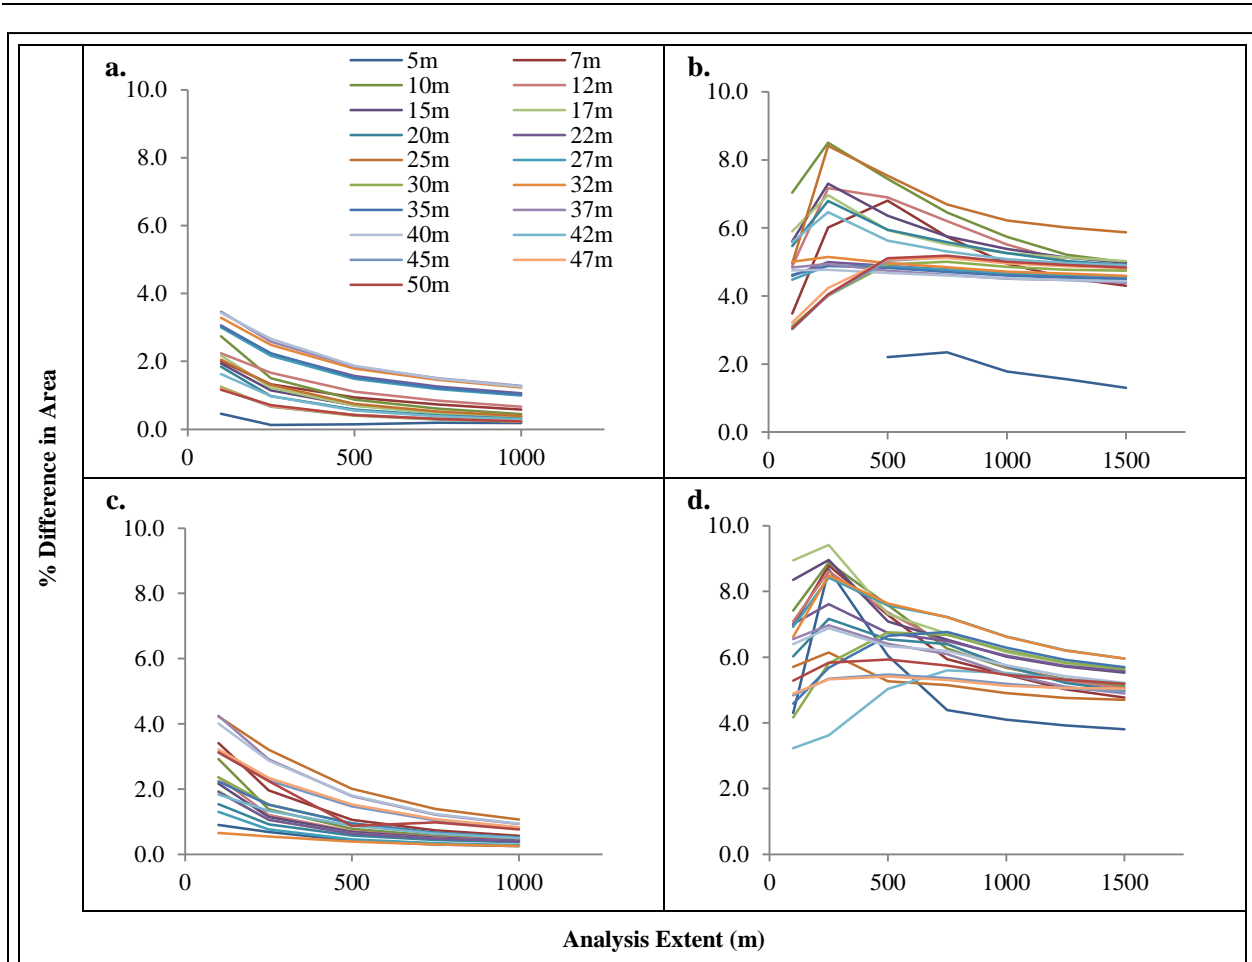 a.
5m 7m
10m 12m
15m 17m
20m 22m
25m 27m
30m 32m
35m 37m
40m 42m
45m 47m
50m
10.0
8.0
6.0
4.0
2.0
0.0
0 500 1000
b.
10.0
8.0
6.0
4.0
2.0
0.0
0 500 1000 1500
% Difference in Area
c.
10.0
8.0
6.0
4.0
2.0
0.0
0 500 1000
d.
10.0
8.0
6.0
4.0
2.0
0.0
0 500 1000 1500
Analysis Extent (m)